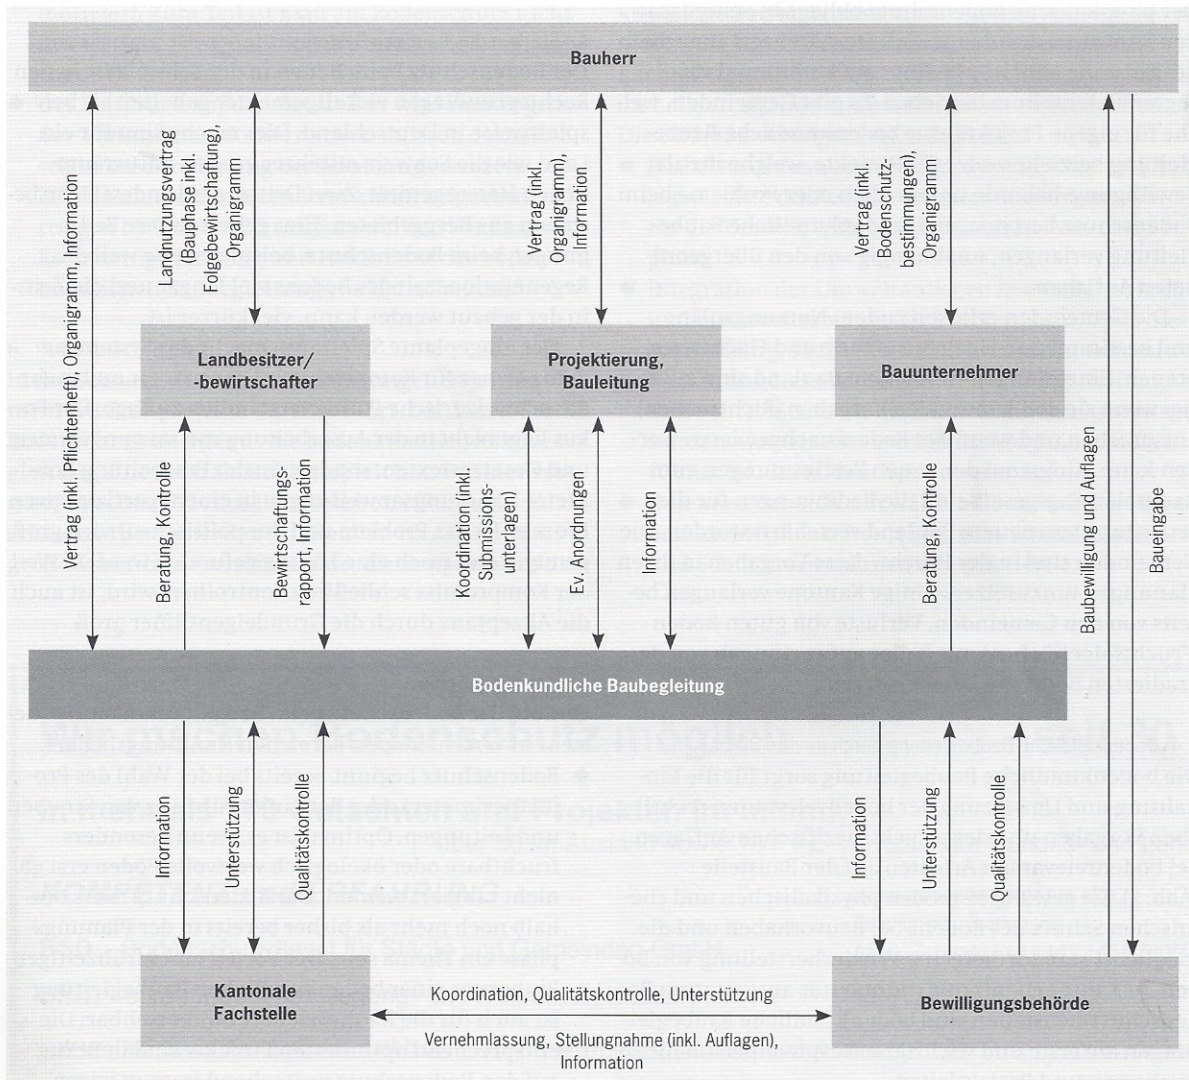 Bauherr
Vertrag (inkl. Pflichtenheft), Organigramm, Information
Landnutzungsvertrag
(Bauphase inkl.
Folgebewirtschaftung),
Organigramm
Vertrag (inkl.
Organigramm),
Information
Vertrag (inkl.
Bodenschutz-
bestimmungen),
Organigramm
Landbesitzer/
-bewirtschafter
Projektierung,
Bauleitung
Bauunternehmer
Beratung, Kontrolle
Bewirtschaftungs-
rapport, Information
Koordination (inkl.
Submissions-
unterlagen)
Ev. Anordnungen
Information
Beratung, Kontrolle
Baubewilligung und Auflagen
Baueingabe
Bodenkundliche Baubegleitung
Information
Unterstützung
Qualitätskontrolle
Information
Unterstützung
Qualitätskontrolle
Kantonale
Fachstelle
Koordination, Qualitätskontrolle, Unterstützung
Vernehmlassung, Stellungnahme (inkl. Auflagen),
Information
Bewilligungsbehörde